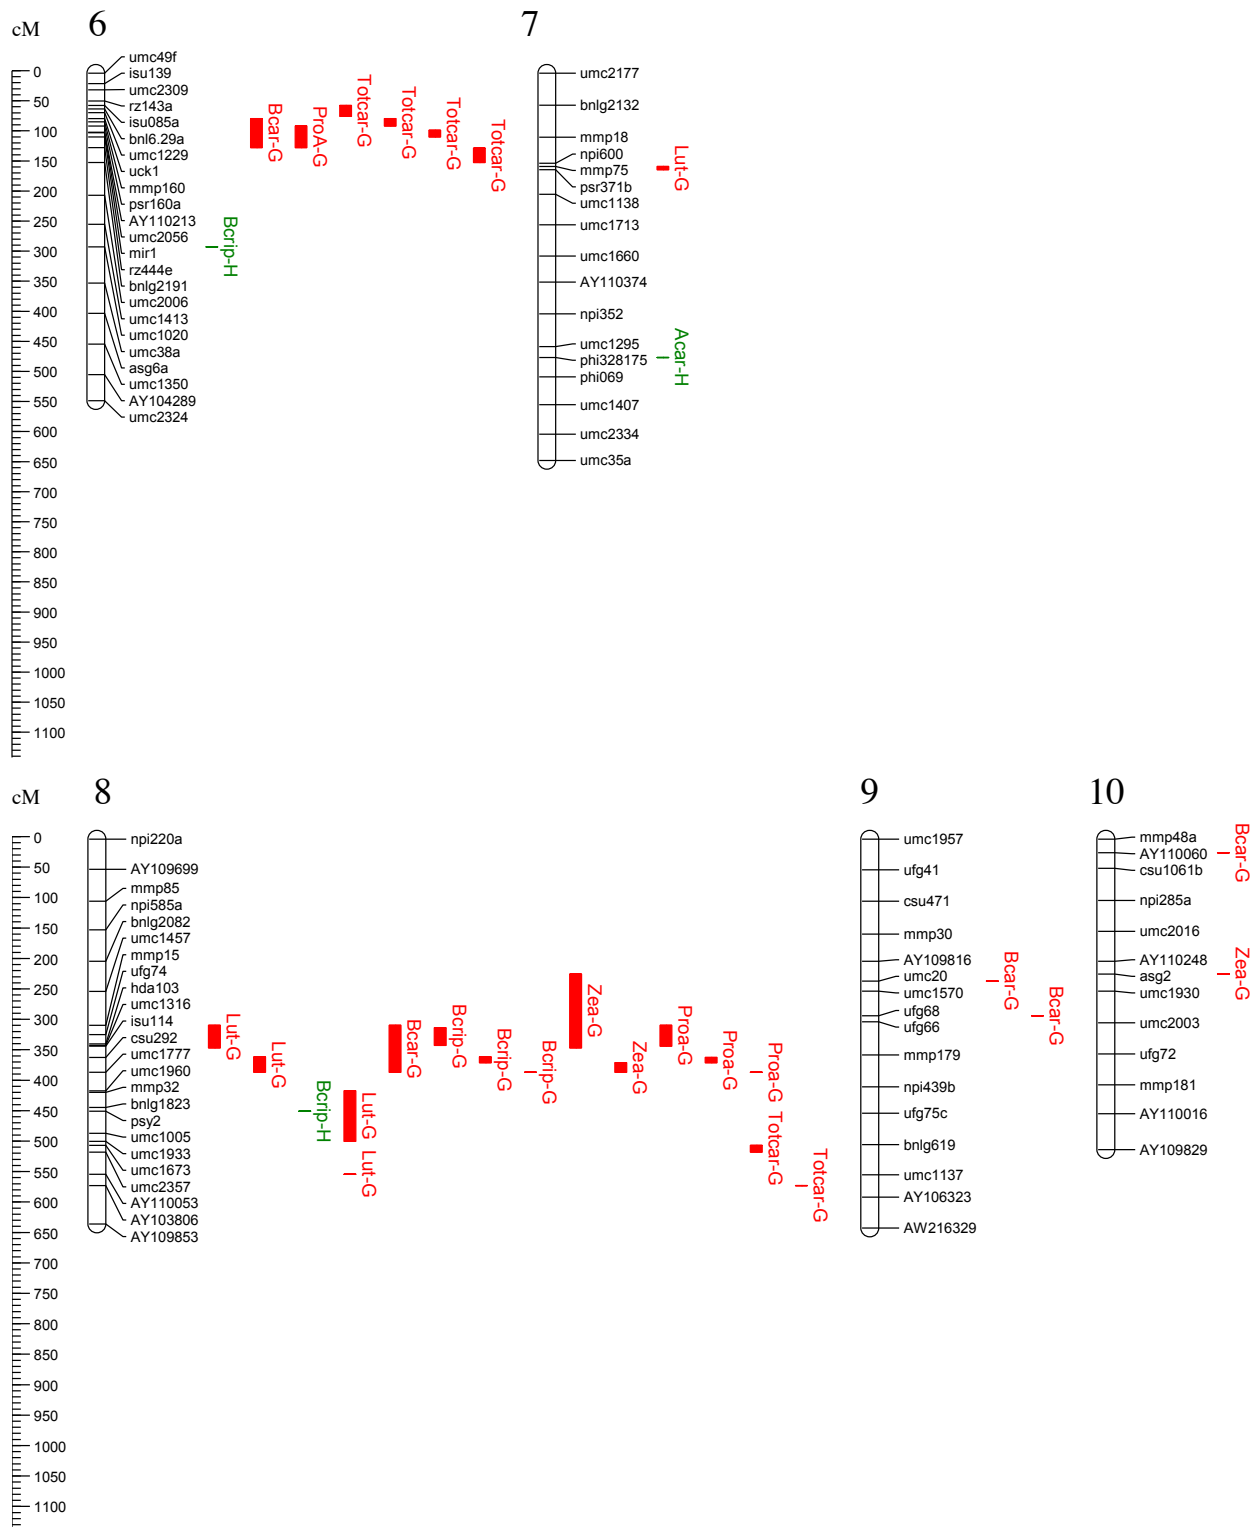 cM
6
7
0
50
100
150
200
250
300
350
400
450
500
550
600
650
700
750
800
850
900
950
1000
1050
1100
umc49f
isu139
umc2309
rz143a
isu085a
bnl6.29a
umc1229
uck1
mmp160
psr160a
AY110213
umc2056
mir1
rz444e
bnlg2191
umc2006
umc1413
umc1020
umc38a
asg6a
umc1350
AY104289
umc2324
Bcrip-H
Bcar-G
ProA-G
Totcar-G
Totcar-G
Totcar-G
Totcar-G
umc2177
bnlg2132
mmp18
npi600
mmp75
psr371b
umc1138
umc1713
umc1660
AY110374
npi352
umc1295
phi328175
phi069
umc1407
umc2334
umc35a
Lut-G
Acar-H
cM
8
9
10
0
50
100
150
200
250
300
350
400
450
500
550
600
650
700
750
800
850
900
950
1000
1050
1100
npi220a
AY109699
mmp85
npi585a
bnlg2082
umc1457
mmp15
ufg74
hda103
umc1316
isu114
csu292
umc1777
umc1960
mmp32
bnlg1823
psy2
umc1005
umc1933
umc1673
umc2357
AY110053
AY103806
AY109853
Lut-G
Lut-G
Bcrip-H
Lut-G
Lut-G
Bcar-G
Bcrip-G
Bcrip-G
Bcrip-G
Zea-G
Zea-G
Proa-G
Proa-G
Proa-G
Totcar-G
Totcar-G
umc1957
ufg41
csu471
mmp30
AY109816
umc20
umc1570
ufg68
ufg66
mmp179
npi439b
ufg75c
bnlg619
umc1137
AY106323
AW216329
Bcar-G
Bcar-G
mmp48a
AY110060
csu1061b
npi285a
umc2016
AY110248
asg2
umc1930
umc2003
ufg72
mmp181
AY110016
AY109829
Bcar-G
Zea-G